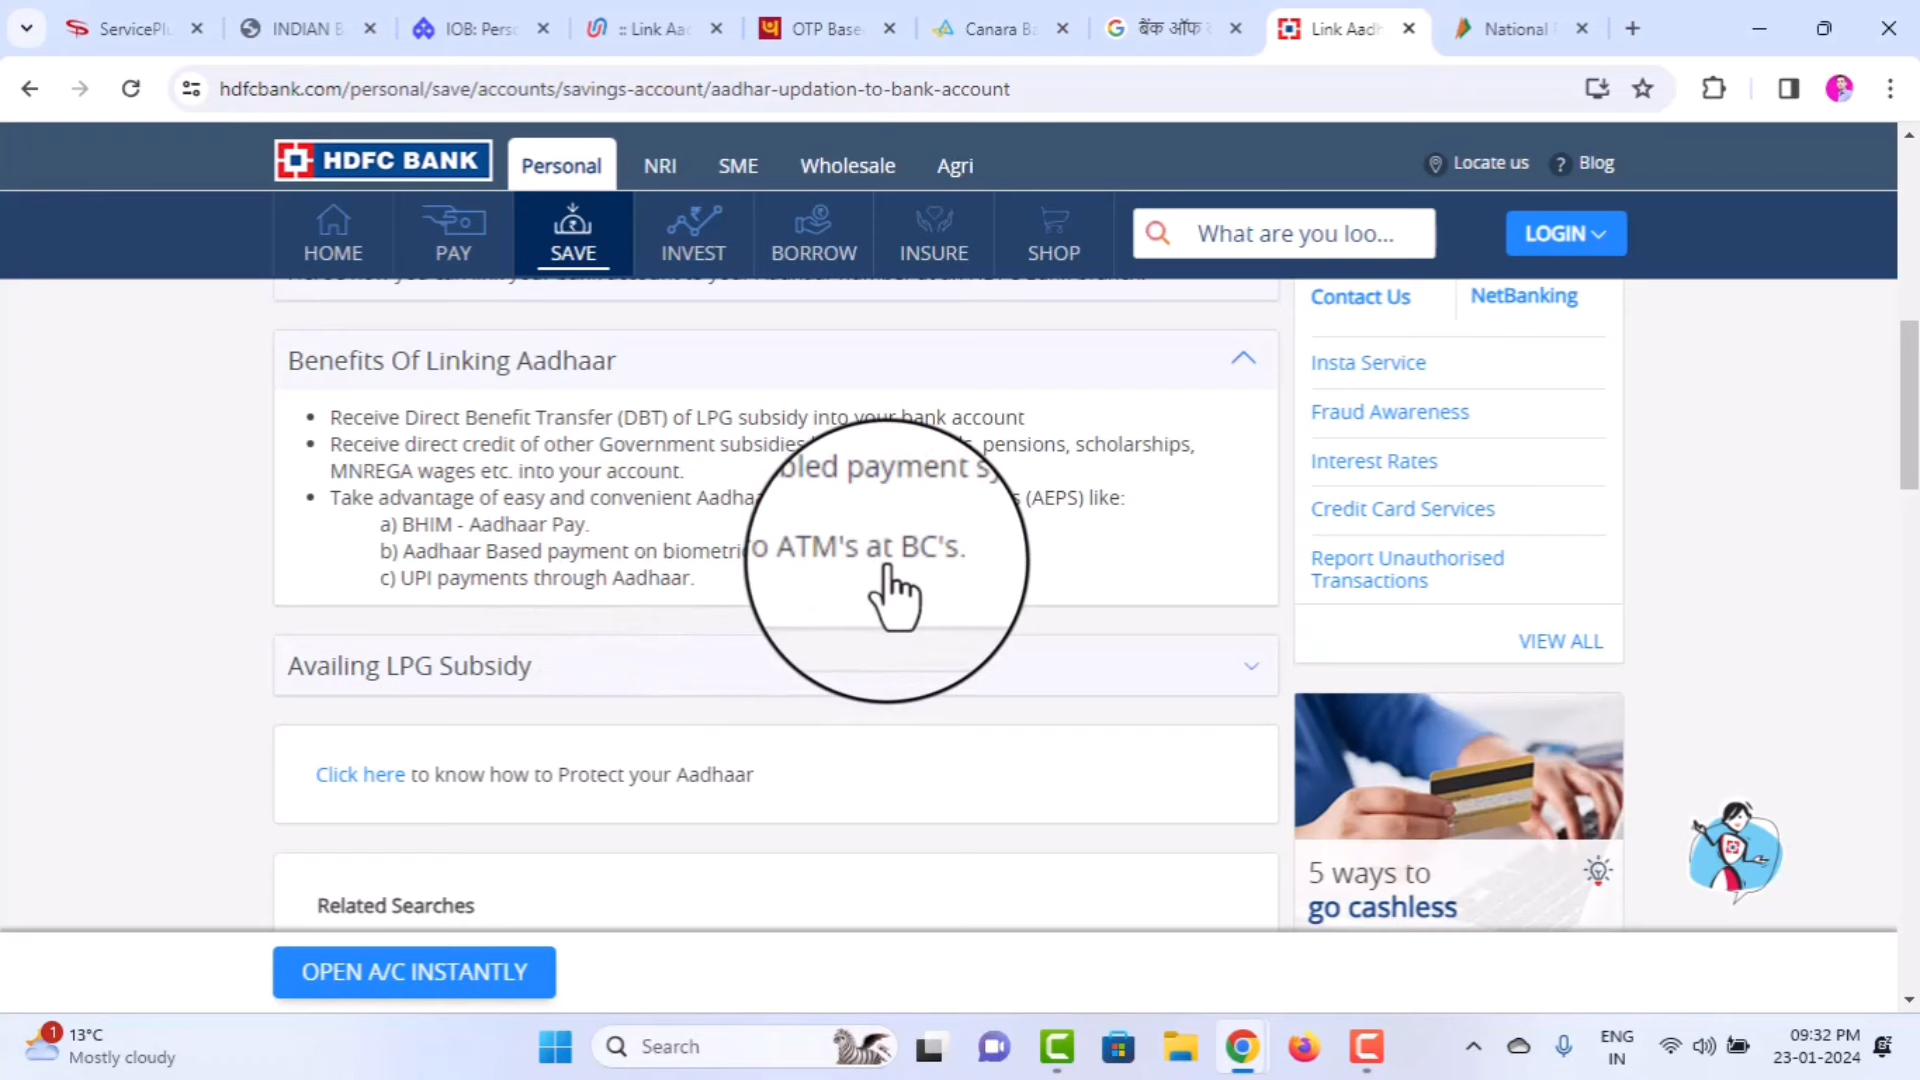 ServicePlu
INDIAN B
IOB: Perso
:: Link Aad
OTP Base
Canara Ba
बैंक ऑफ
Link Aadh
National
hdfcbank.com/personal/save/accounts/savings-account/aadhar-updation-to-bank-account
HDFC BANK
Personal
NRI
SME
Wholesale
Agri
Locate us
? Blog
HOME
PAY
SAVE
INVEST
BORROW
INSURE
SHOP
What are you loo...
LOGIN
Contact Us
NetBanking
Benefits Of Linking Aadhaar
• Receive Direct Benefit Transfer (DBT) of LPG subsidy into your bank account
• Receive direct credit of other Government subsidies pensions, scholarships,
MNREGA wages etc. into your account.
• Take advantage of easy and convenient Aadhaa (AEPS) like:
a) BHIM - Aadhaar Pay.
b) Aadhaar Based payment on biometri
c) UPI payments through Aadhaar.
bled payment sy
o ATM's at BC's.
Insta Service
Fraud Awareness
Interest Rates
Credit Card Services
Report Unauthorised
Transactions
VIEW ALL
Availing LPG Subsidy
Click here to know how to Protect your Aadhaar
Related Searches
5 ways to
go cashless
OPEN A/C INSTANTLY
1
13°C
Mostly cloudy
Search
ENG
IN
09:32 PM
23-01-2024